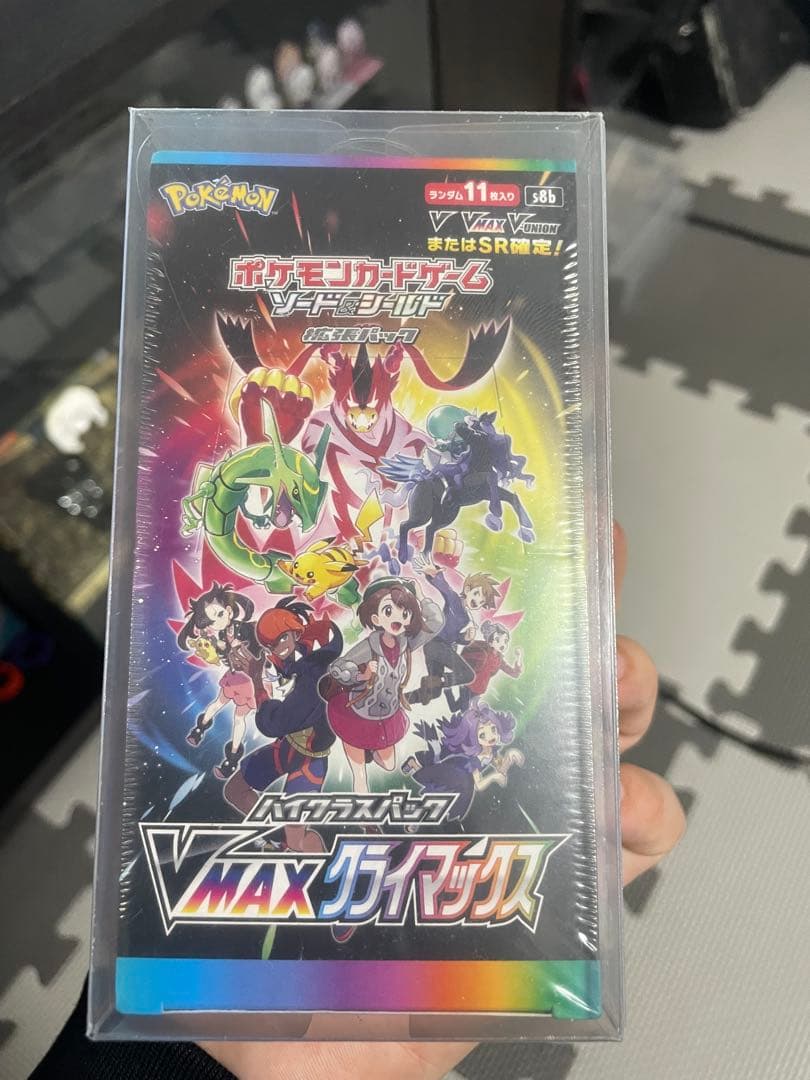 Pokémon
ランダム11枚入り s8b
V VMAX V-UNION
またはSR確定!
ポケモンカードゲーム
ソード&シールド
拡張パック
ハイクラスパック
VMAXクライマックス